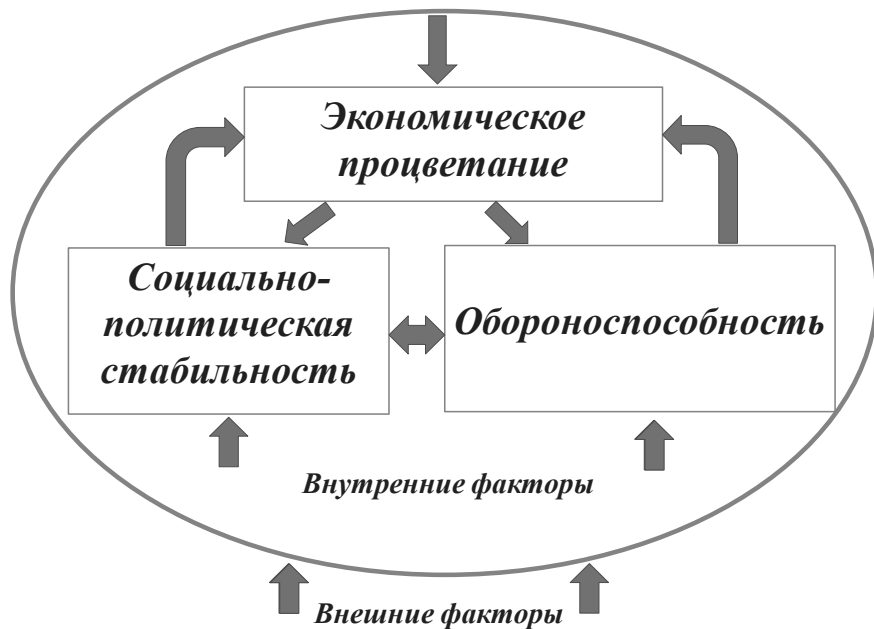 Экономическое
процветание
Социально-
политическая
стабильность
Обороноспособность
Внутренние факторы
Внешние факторы